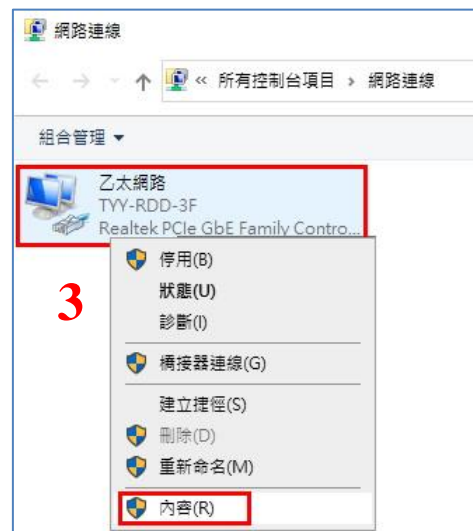 網路連線
« 所有控制台項目 › 網路連線
組合管理
乙太網路
TYY-RDD-3F
Realtek PCIe GbE Family Contro...
3
停用(B)
狀態(U)
診斷(I)
橋接器連線(G)
建立捷徑(S)
刪除(D)
重新命名(M)
內容(R)